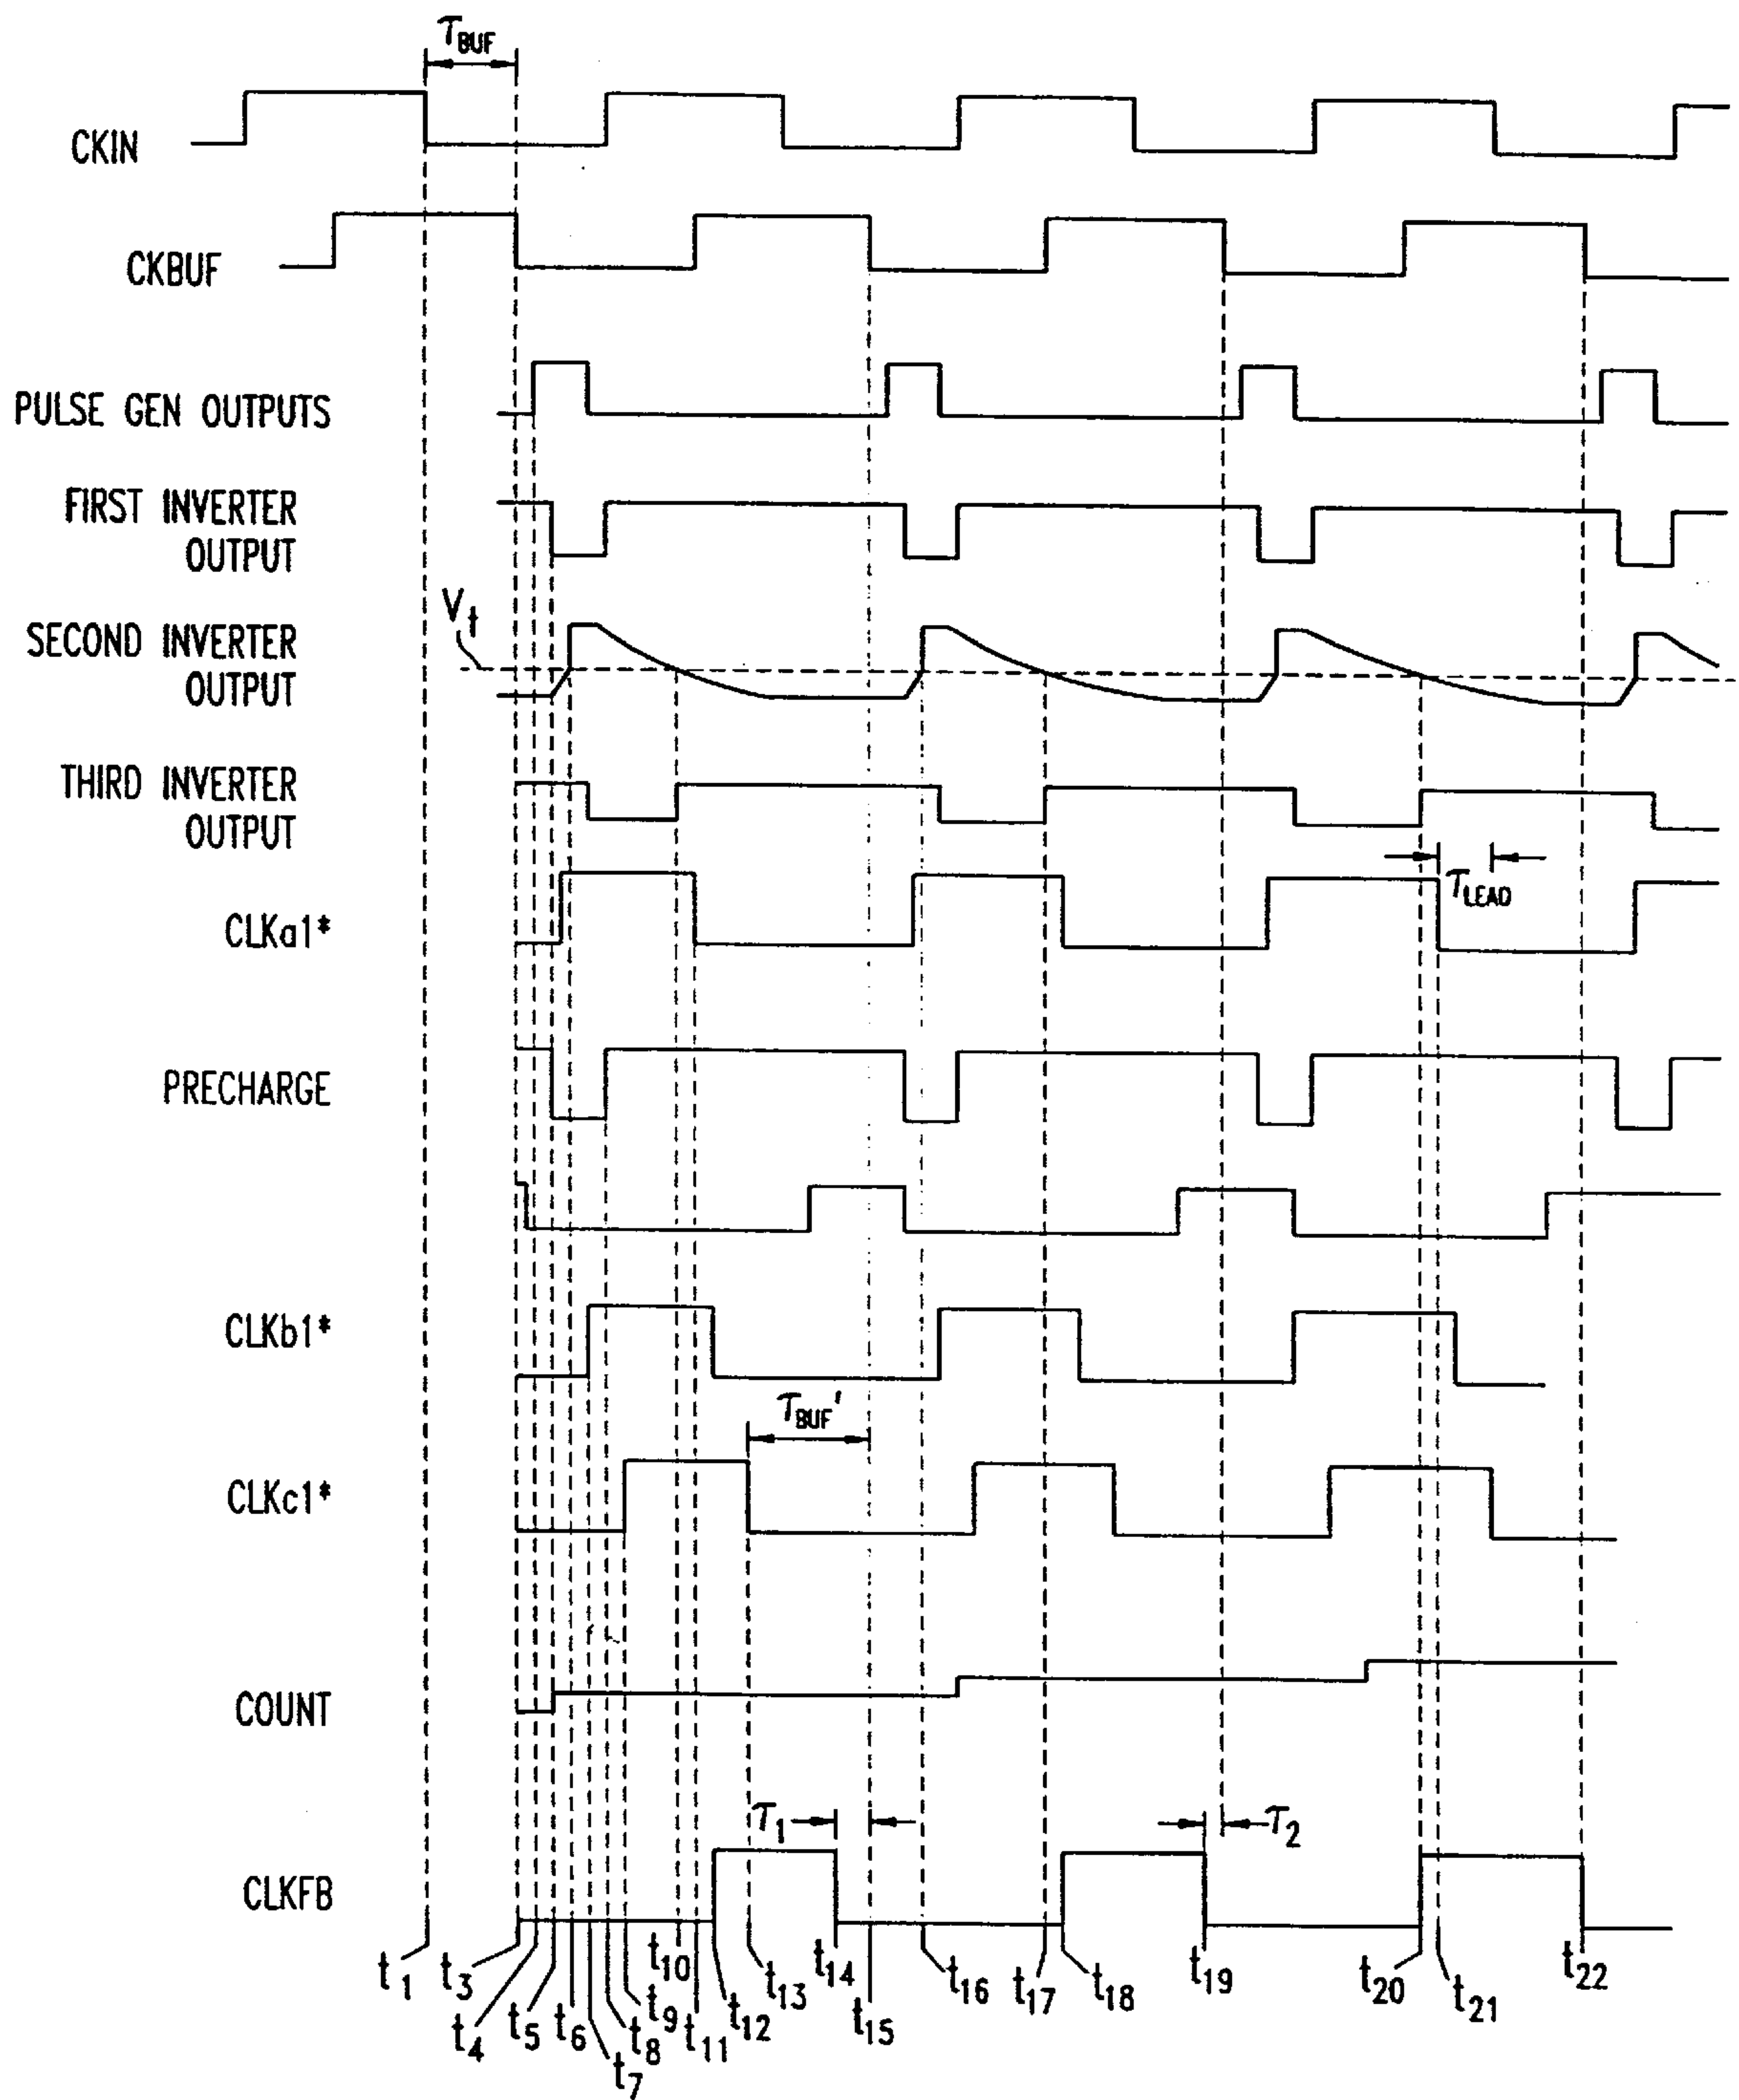 τBUF
CKIN
CKBUF
PULSE GEN OUTPUTS
FIRST INVERTER
OUTPUT
Vt
SECOND INVERTER
OUTPUT
THIRD INVERTER
OUTPUT
τLEAD
CLKa1*
PRECHARGE
CLKb1*
τBUF'
CLKc1*
COUNT
τ1
τ2
CLKFB
t1
t3
t4
t5
t6
t7
t8
t9
t10
t11
t12
t13
t14
t15
t16
t17
t18
t19
t20
t21
t22